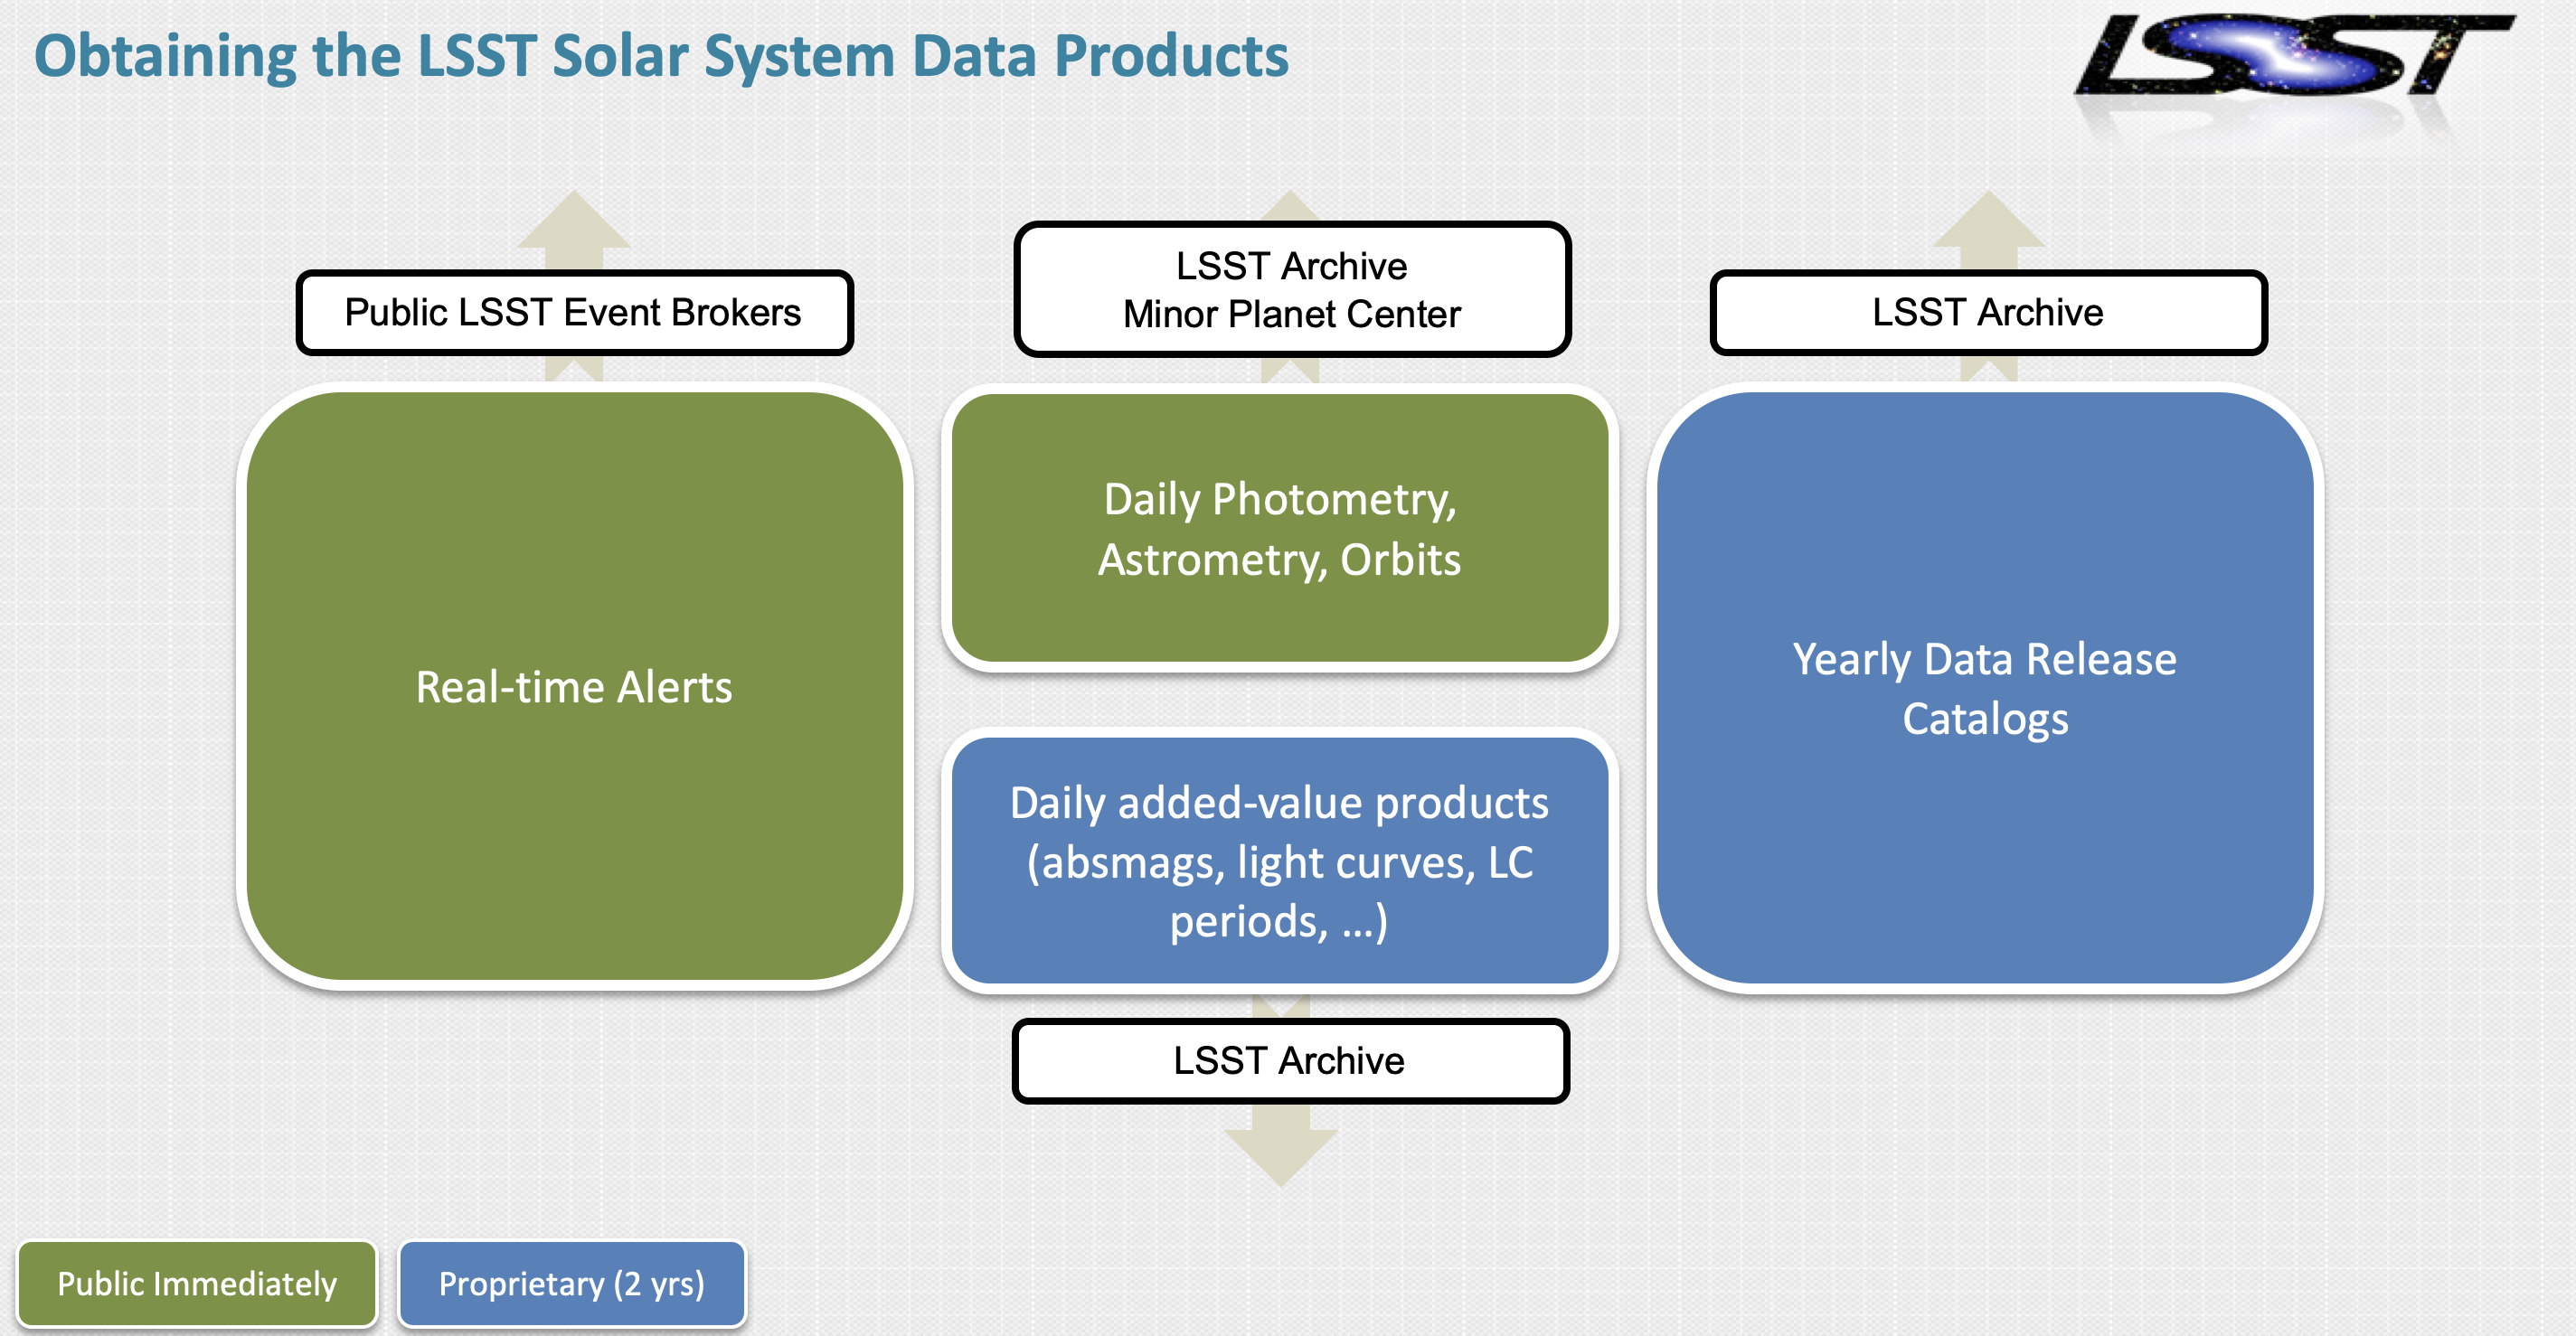 Obtaining the LSST Solar System Data Products
LSST
Public LSST Event Brokers
LSST Archive
Minor Planet Center
LSST Archive
Real-time Alerts
Daily Photometry,
Astrometry, Orbits
Daily added-value products
(absmags, light curves, LC
periods, ...)
Yearly Data Release
Catalogs
LSST Archive
Public Immediately
Proprietary (2 yrs)